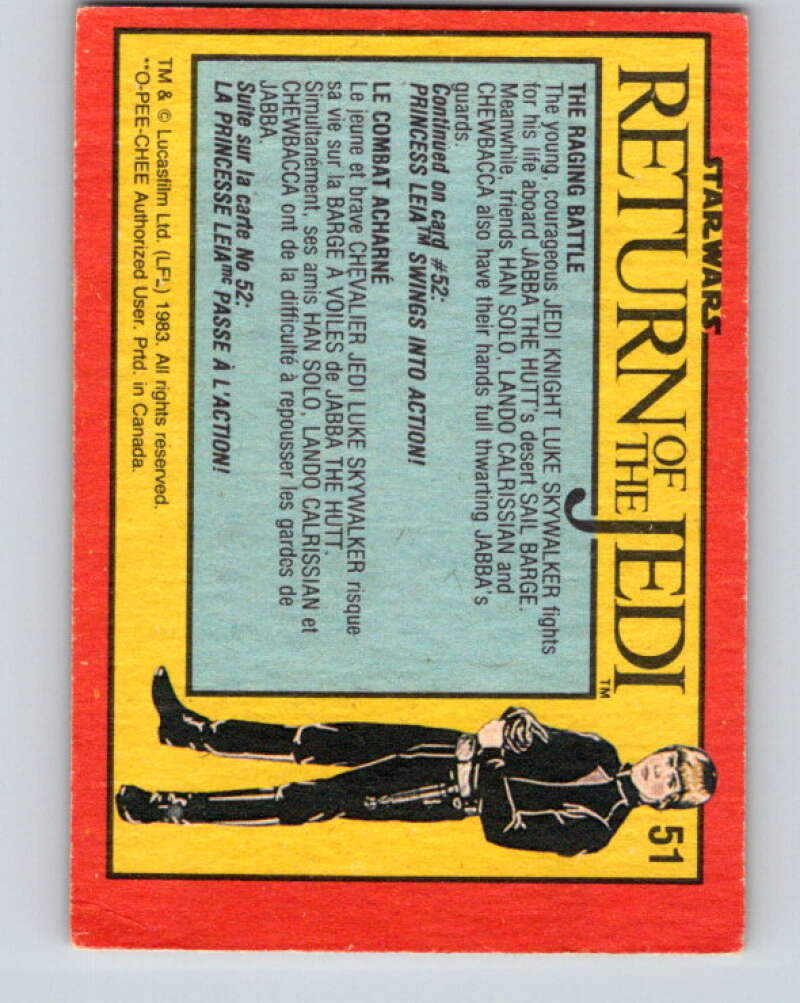 STAR WARS
RETURN OF THE JEDI™
51
THE RAGING BATTLE
The young, courageous JEDI KNIGHT LUKE SKYWALKER fights
for his life aboard JABBA THE HUTT's desert SAIL BARGE.
Meanwhile, friends HAN SOLO, LANDO CALRISSIAN and
CHEWBACCA also have their hands full thwarting JABBA's
guards.
Continued on card #52:
PRINCESS LEIA™ SWINGS INTO ACTION!
LE COMBAT ACHARNÉ
Le jeune et brave CHEVALIER JEDI LUKE SKYWALKER risque
sa vie sur la BARGE À VOILES de JABBA THE HUTT.
Simultanément, ses amis HAN SOLO, LANDO CALRISSIAN et
CHEWBACCA ont de la difficulté à repousser les gardes de
JABBA.
Suite sur la carte No 52:
LA PRINCESSE LEIAmc PASSE À L'ACTION!
TM & © Lucasfilm Ltd. (LFL) 1983. All rights reserved.
**O-PEE-CHEE Authorized User. Prtd. in Canada.